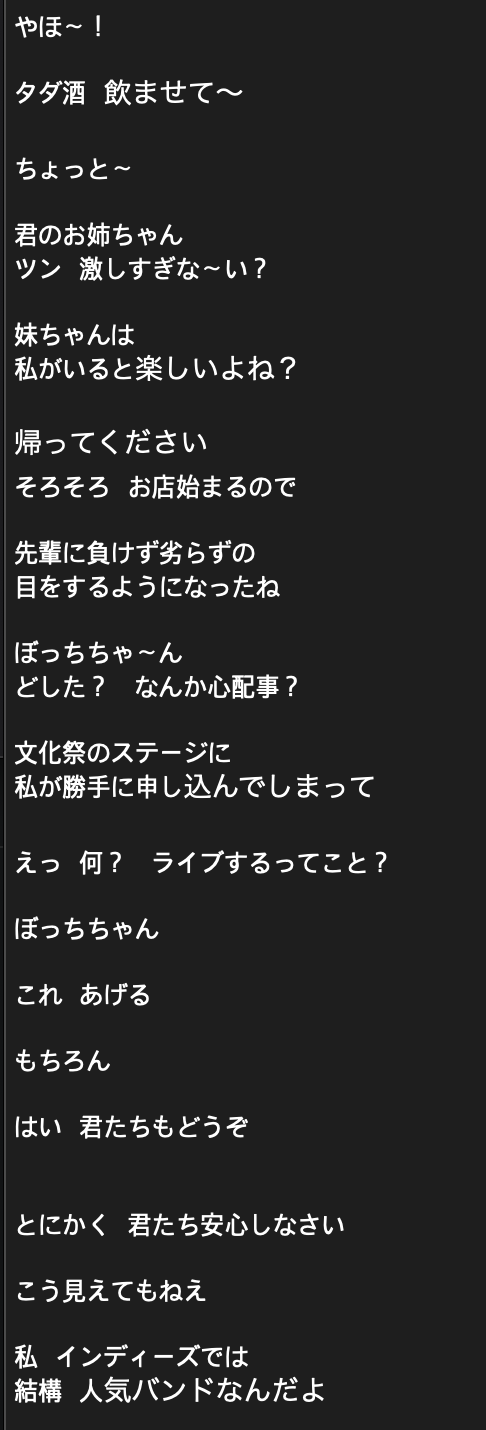 やほ～！
タダ酒 飲ませて～
ちょっと～
君のお姉ちゃん
ツン 激しすぎな～い？
妹ちゃんは
私がいると楽しいよね？
帰ってください
そろそろ お店始まるので
先輩に負けず劣らずの
目をするようになったね
ぼっちちゃ～ん
どした？ なんか心配事？
文化祭のステージに
私が勝手に申し込んでしまって
えっ 何？ ライブするってこと？
ぼっちちゃん
これ あげる
もちろん
はい 君たちもどうぞ
とにかく 君たち安心しなさい
こう見えてもねえ
私 インディーズでは
結構 人気バンドなんだよ